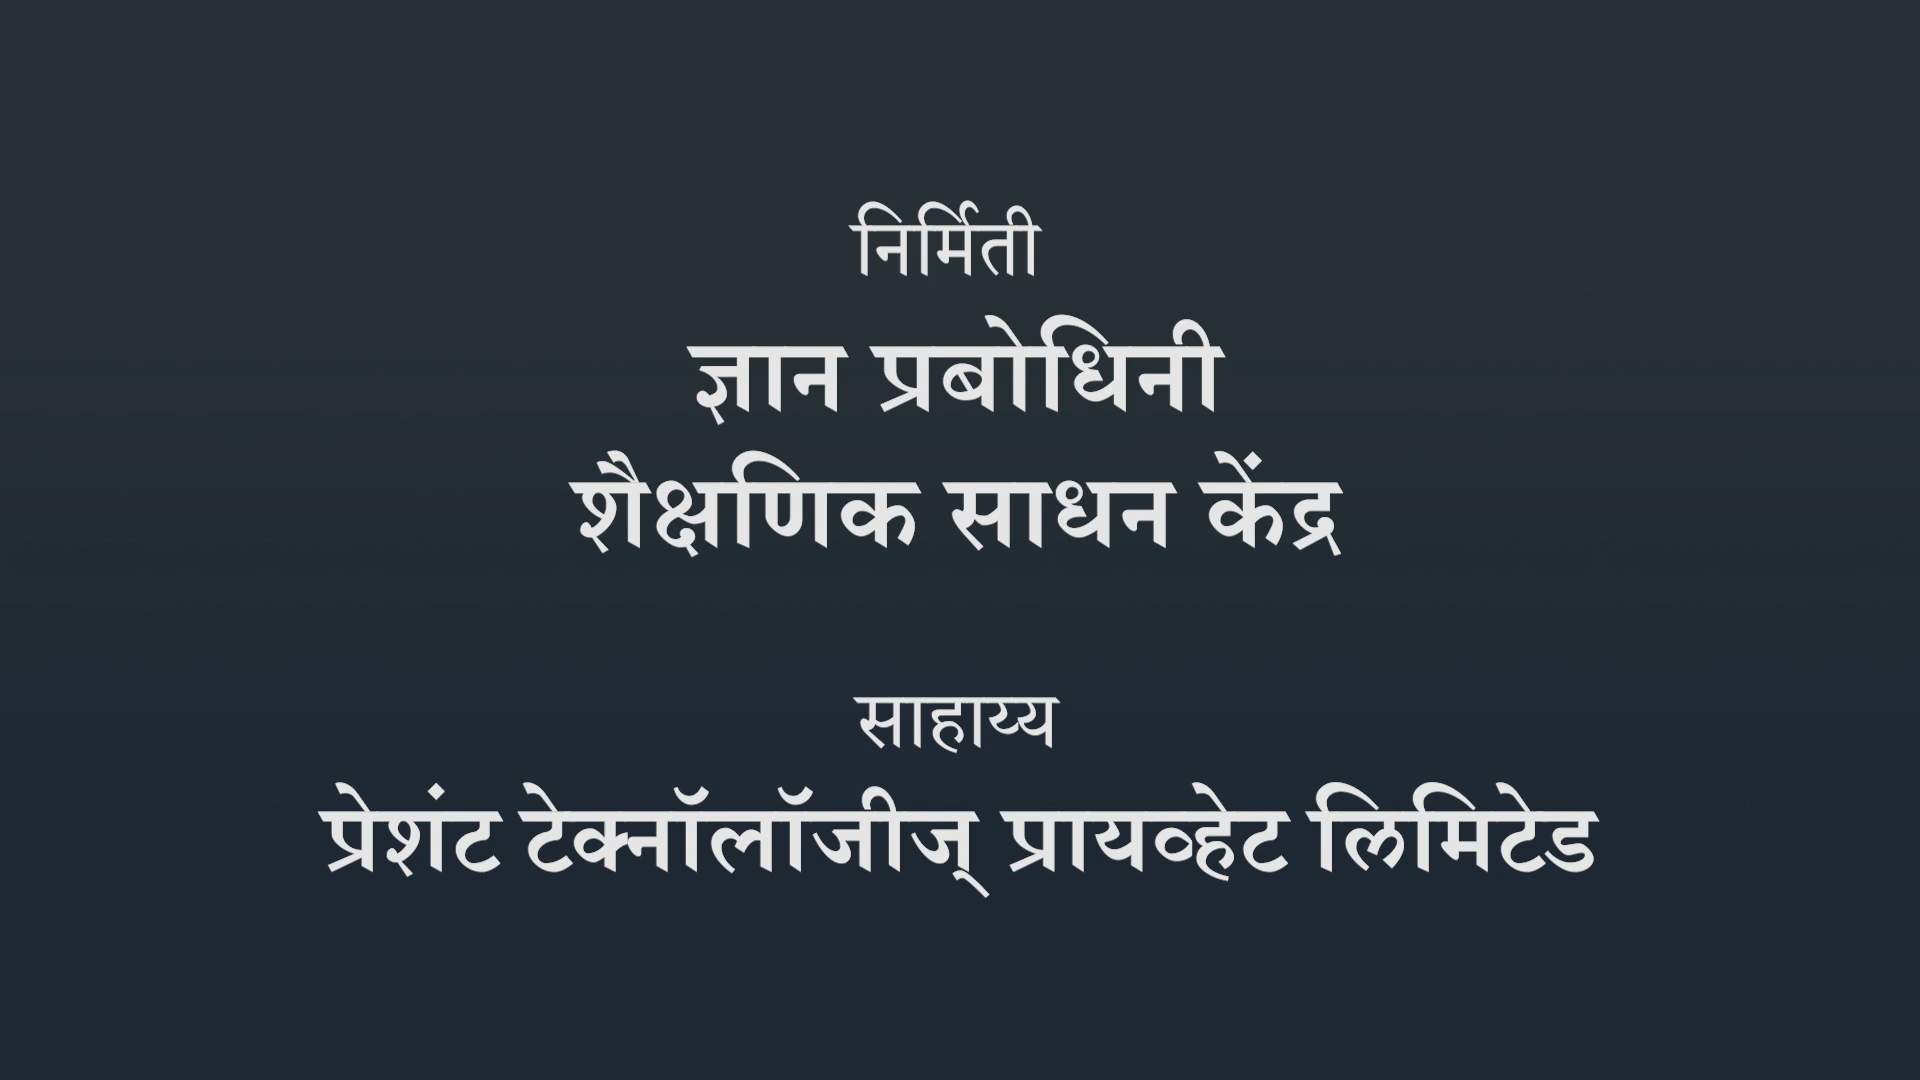 निर्मिती
ज्ञान प्रबोधिनी
शैक्षणिक साधन केंद्र
साहाय्य
प्रेशंट टेक्नॉलॉजीज् प्रायव्हेट लिमिटेड